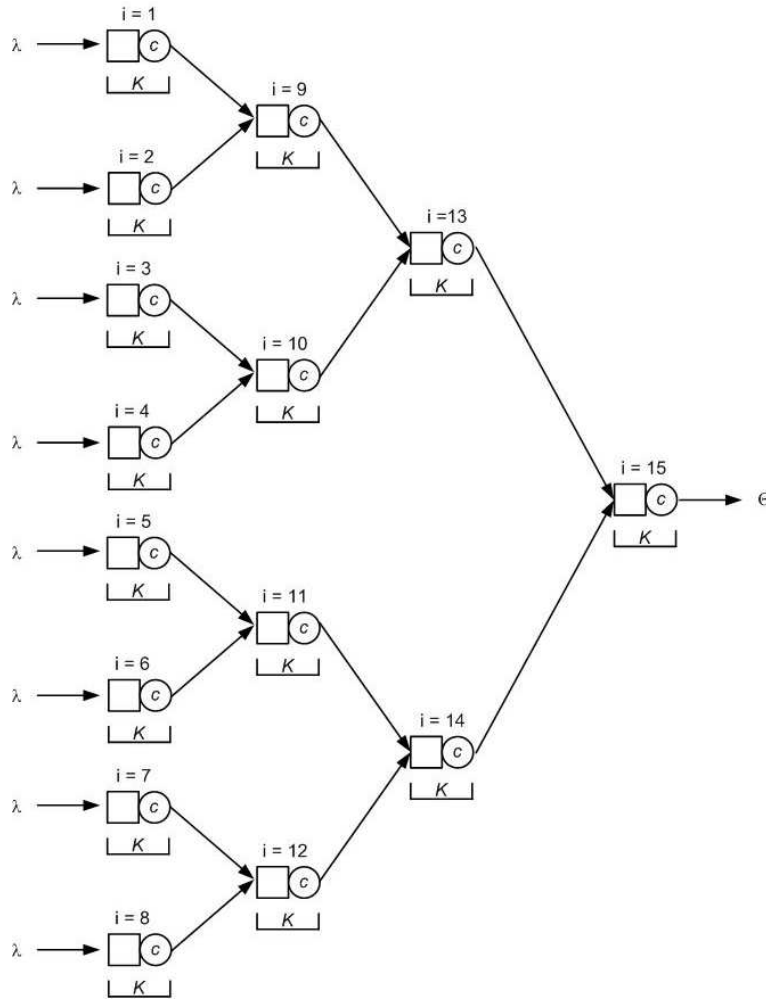 i = 1
λ c
K
i = 9
c
K
i = 2
λ c
K
i =13
c
K
i = 3
λ c
K
i = 10
c
K
i = 4
λ c
K
i = 15
c Θ
K
i = 5
λ c
K
i = 11
c
K
i = 6
λ c
K
i = 14
c
K
i = 7
λ c
K
i = 12
c
K
i = 8
λ c
K